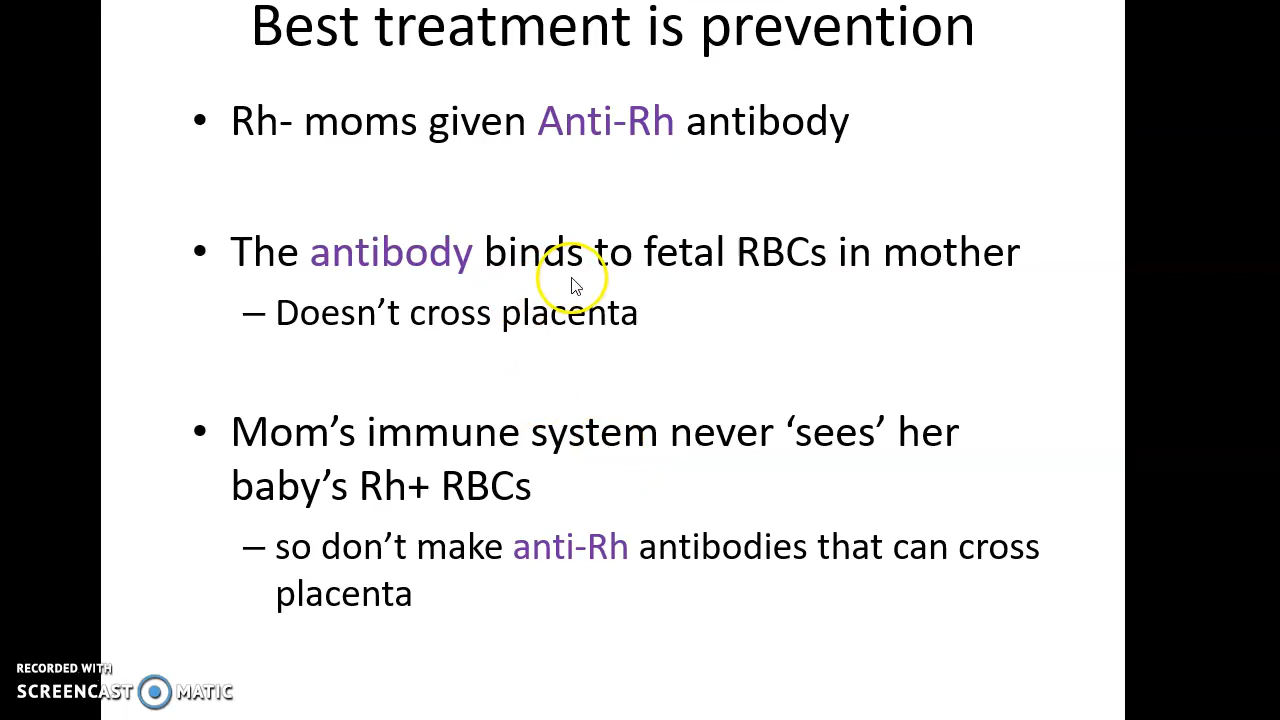 Best treatment is prevention
• Rh- moms given Anti-Rh antibody
• The antibody binds to fetal RBCs in mother
– Doesn’t cross placenta
• Mom’s immune system never ‘sees’ her
baby’s Rh+ RBCs
– so don’t make anti-Rh antibodies that can cross
placenta
RECORDED WITH
SCREENCAST MATIC